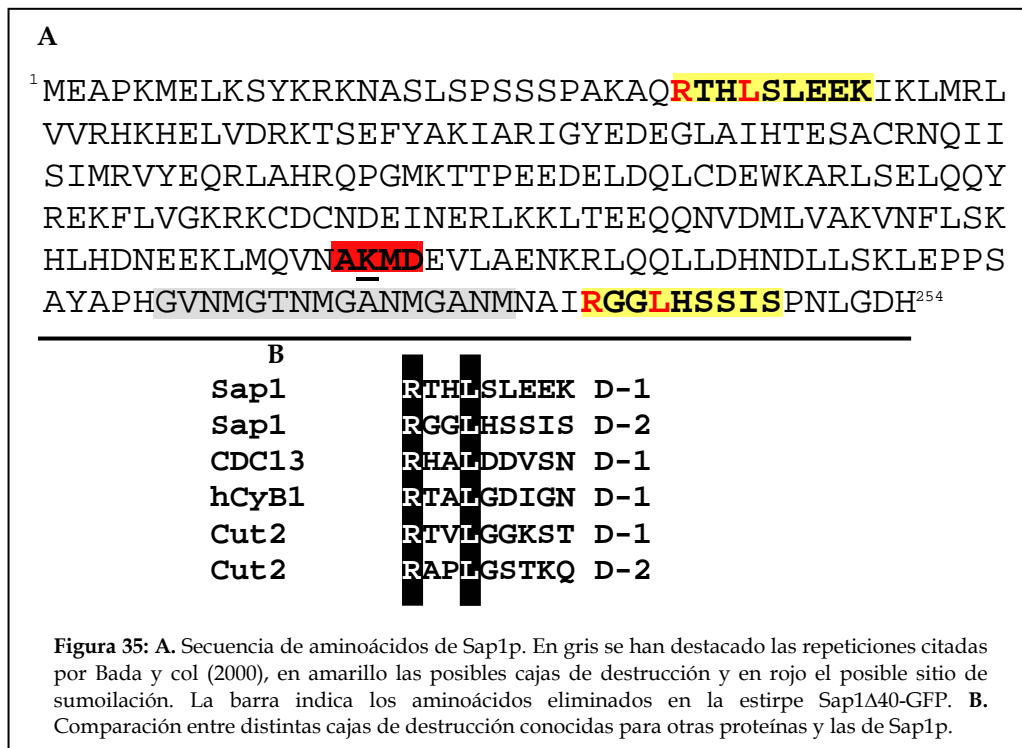 A
1 MEAPKMELKSYKRKNASLSPSSSPAKAQRTHLSLEEKIKLMRL
VVRHKHELVDRKTSEFYAKIARIGYEDEGLAIHTESACRNQII
SIMRVYEQRLAHRQPGMKTTPEEDELDQLCDEWKARLSELQQY
REKFLVGKRKCDCNDEINERLKKLTEEQQNVDMLVAKVNFLSK
HLHDNEEKLMQVNAKMDEVLAENKRLQQLLDHNDLLSKLEPPS
AYAPHGVNMGTNMGANMGANMNAIRGGLHSSISPNLGDH254
B
Sap1 RTHLSLEEK D-1
Sap1 RGGLHSSIS D-2
CDC13 RHALDDVSN D-1
hCyB1 RTALGDIGN D-1
Cut2 RTVLGGKST D-1
Cut2 RAPLGSTKQ D-2
Figura 35: A. Secuencia de aminoácidos de Sap1p. En gris se han destacado las repeticiones citadas
por Bada y col (2000), en amarillo las posibles cajas de destrucción y en rojo el posible sitio de
sumoilación. La barra indica los aminoácidos eliminados en la estirpe Sap1Δ40-GFP. B.
Comparación entre distintas cajas de destrucción conocidas para otras proteínas y las de Sap1p.